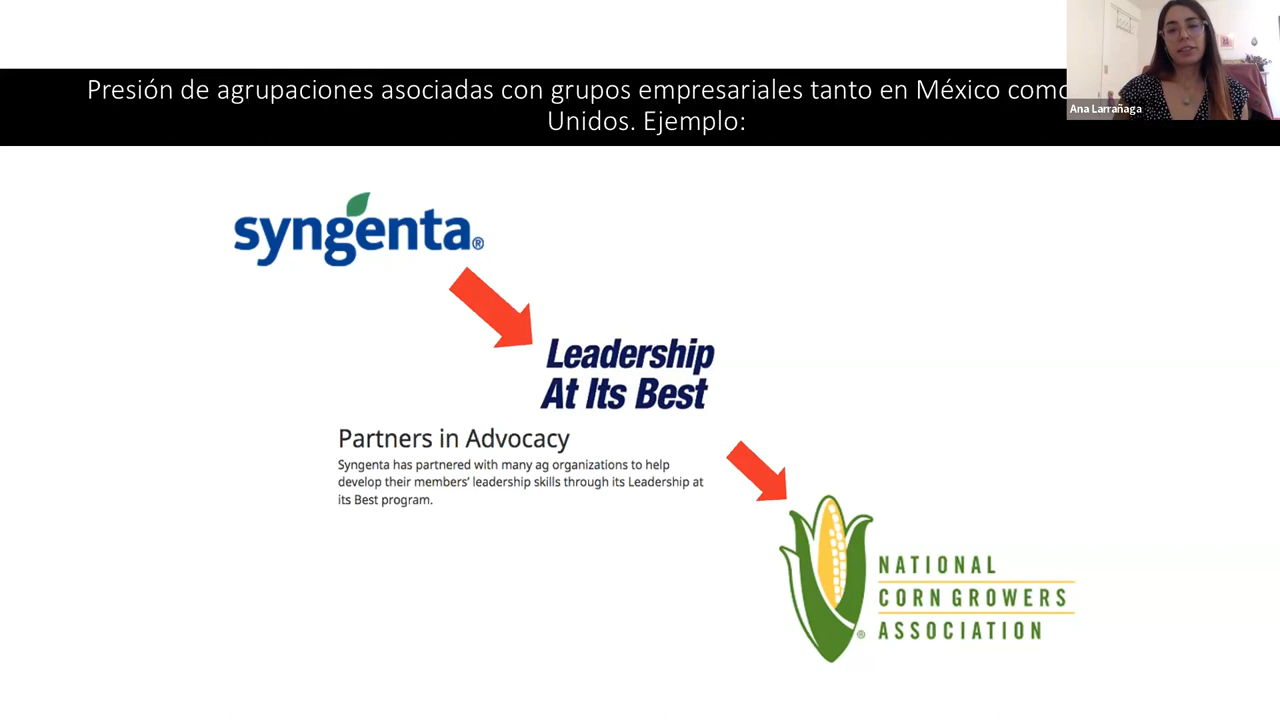 Presión de agrupaciones asociadas con grupos empresariales tanto en México como
Unidos. Ejemplo:
Ana Larrañaga
syngenta®
Leadership
At Its Best
Partners in Advocacy
Syngenta has partnered with many ag organizations to help
develop their members' leadership skills through its Leadership at
its Best program.
NATIONAL
CORN GROWERS
ASSOCIATION
®